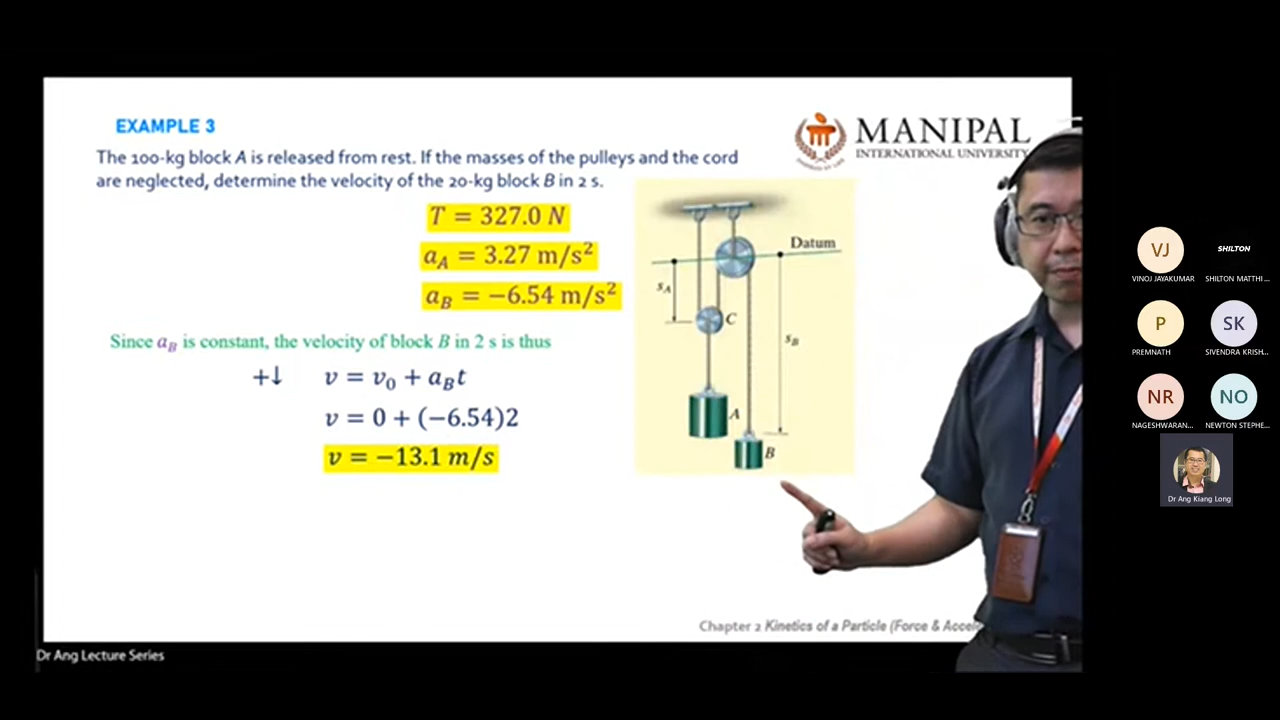 EXAMPLE 3
The 100-kg block A is released from rest. If the masses of the pulleys and the cord
are neglected, determine the velocity of the 20-kg block B in 2 s.
MANIPAL
INTERNATIONAL UNIVERSITY
T = 327.0 N
a_A = 3.27 m/s²
a_B = −6.54 m/s²
Since a_B is constant, the velocity of block B in 2 s is thus
+↓ v = v₀ + a_B t
v = 0 + (−6.54)2
v = −13.1 m/s
Datum
s_A
C
s_B
A
B
Chapter 2 Kinetics of a Particle (Force & Accele
Dr Ang Lecture Series
VJ
VINOJ JAYAKUMAR
SHILTON
SHILTON MATTHI...
P
PREMNATH
SK
SIVENDRA KRISH...
NR
NAGESHWARAN...
NO
NEWTON STEPHE...
Dr Ang Kiang Long